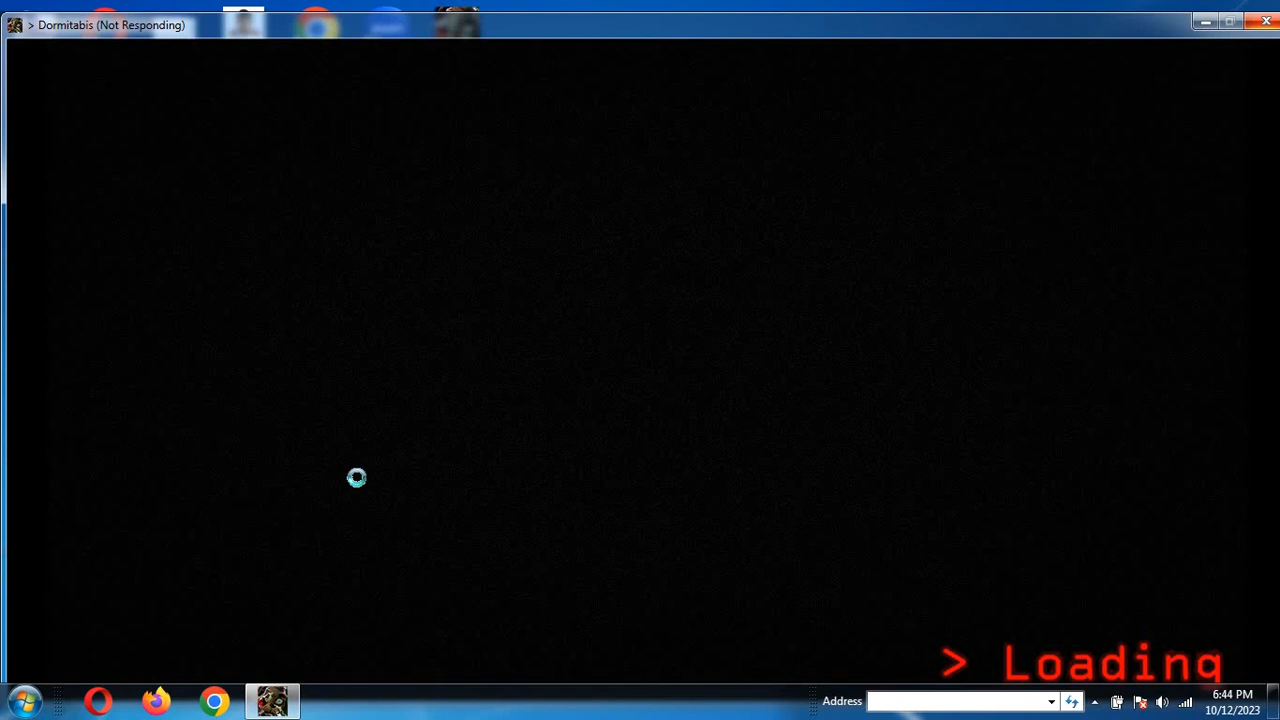 > Dormitabis (Not Responding)
> Loading
Address
6:44 PM
10/12/2023